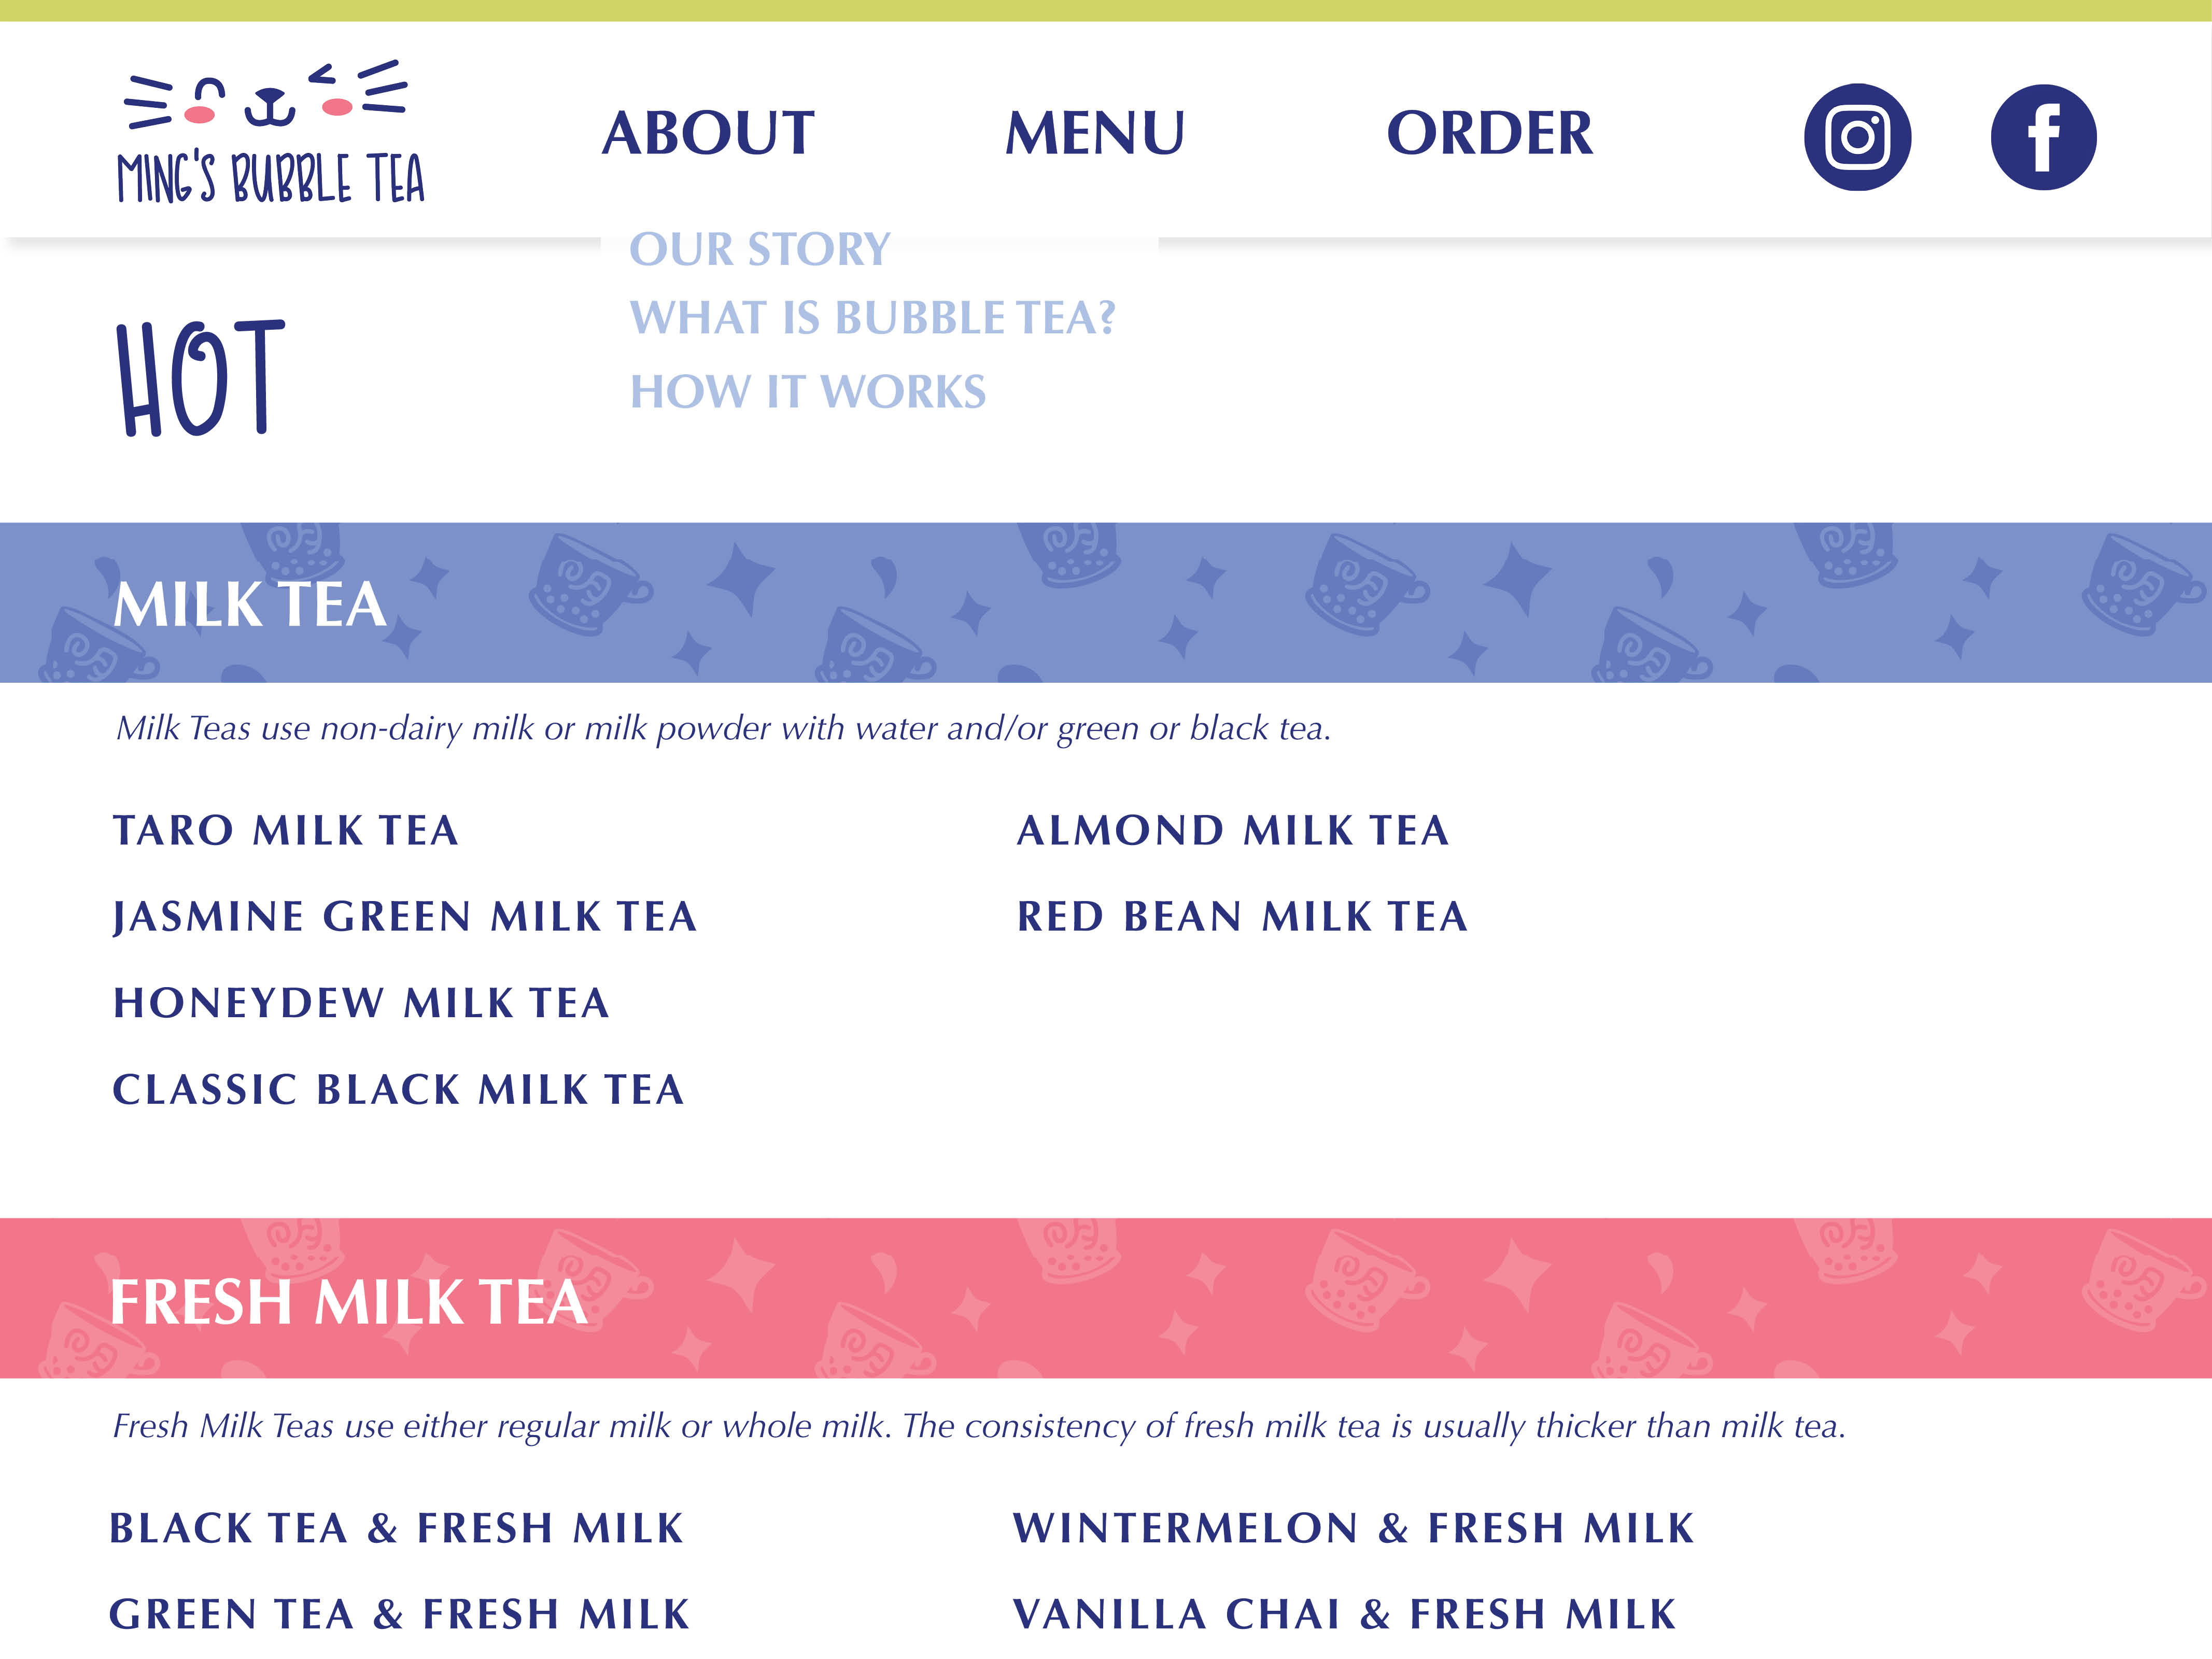 MING'S BUBBLE TEA
ABOUT
MENU
ORDER
OUR STORY
WHAT IS BUBBLE TEA?
HOW IT WORKS
HOT
MILK TEA
Milk Teas use non-dairy milk or milk powder with water and/or green or black tea.
TARO MILK TEA
JASMINE GREEN MILK TEA
HONEYDEW MILK TEA
CLASSIC BLACK MILK TEA
ALMOND MILK TEA
RED BEAN MILK TEA
FRESH MILK TEA
Fresh Milk Teas use either regular milk or whole milk. The consistency of fresh milk tea is usually thicker than milk tea.
BLACK TEA & FRESH MILK
GREEN TEA & FRESH MILK
WINTERMELON & FRESH MILK
VANILLA CHAI & FRESH MILK